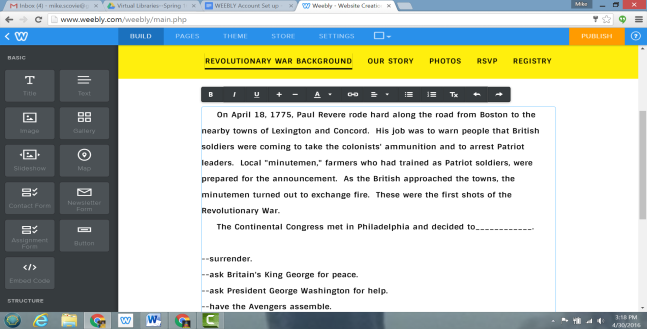 Inbox (4) - mike.scovie@
Virtual Libraries--Spring
WEEBLY Account Set up
Weebly - Website Creatio
Mike
www.weebly.com/weebly/main.php
BUILD PAGES THEME STORE SETTINGS PUBLISH
BASIC
REVOLUTIONARY WAR BACKGROUND OUR STORY PHOTOS RSVP REGISTRY
Title Text
Image Gallery
Slideshow Map
Contact Form Newsletter Form
Assignment Form Button
Embed Code
STRUCTURE
B I U + − A Tx
On April 18, 1775, Paul Revere rode hard along the road from Boston to the
nearby towns of Lexington and Concord. His job was to warn people that British
soldiers were coming to take the colonists' ammunition and to arrest Patriot
leaders. Local "minutemen," farmers who had trained as Patriot soldiers, were
prepared for the announcement. As the British approached the towns, the
minutemen turned out to exchange fire. These were the first shots of the
Revolutionary War.
The Continental Congress met in Philadelphia and decided to____________.
--surrender.
--ask Britain's King George for peace.
--ask President George Washington for help.
--have the Avengers assemble.
3:18 PM
4/30/2016